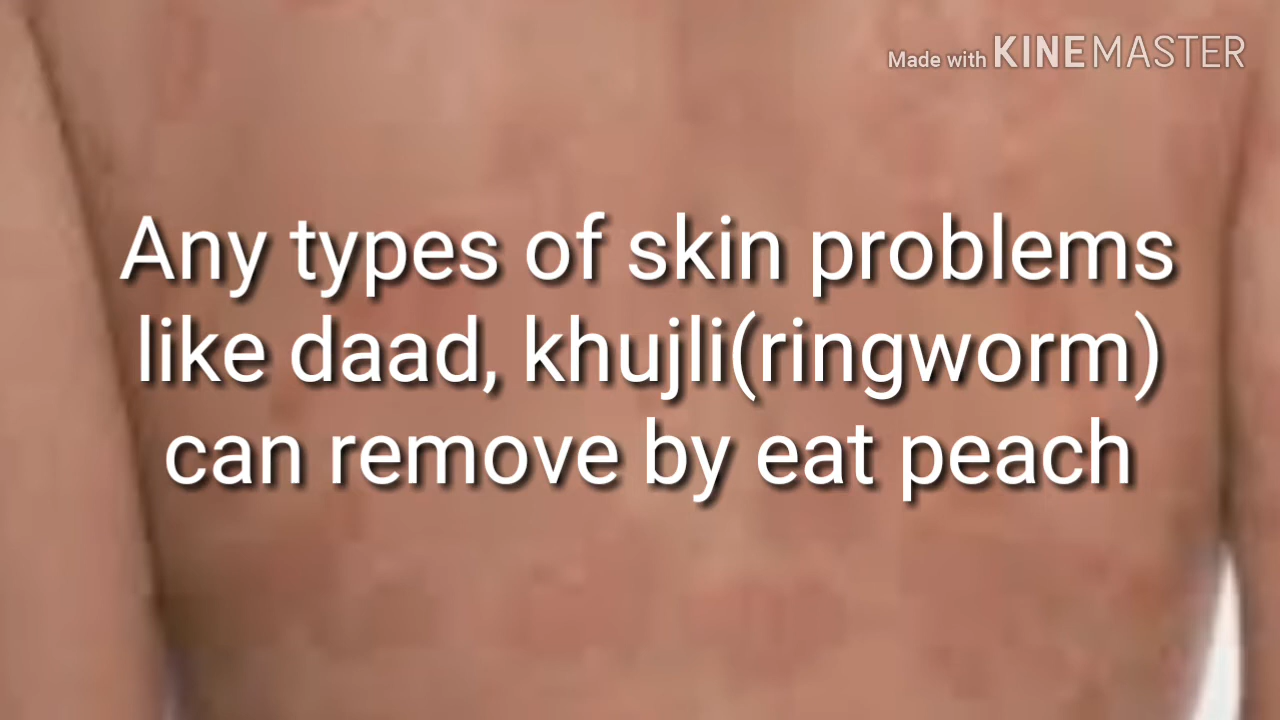 Made with KINEMASTER
Any types of skin problems
like daad, khujli(ringworm)
can remove by eat peach